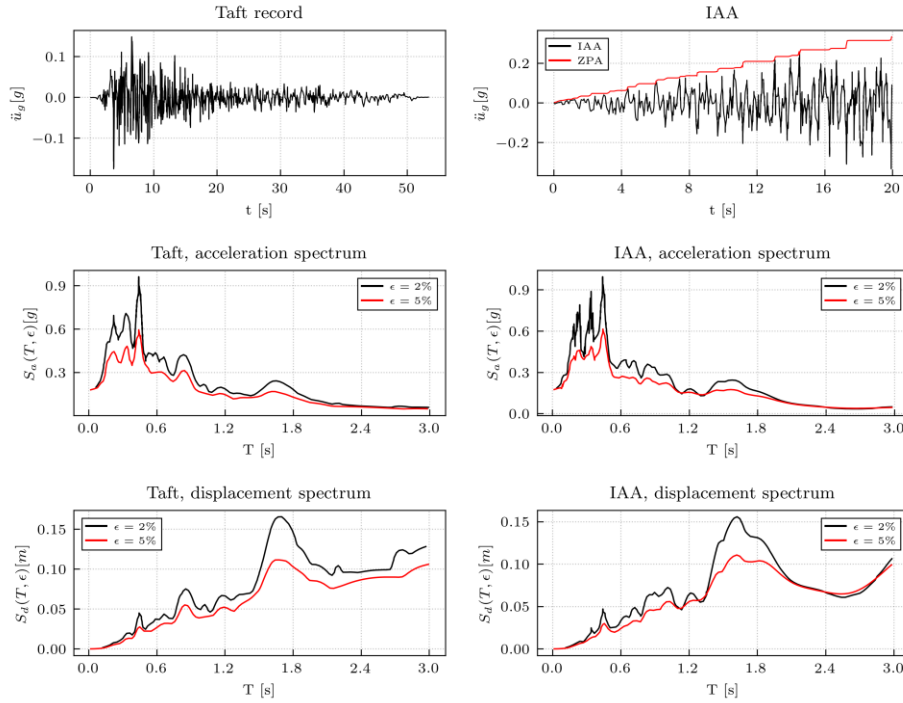 Taft record
IAA
0.1
0.0
−0.1
ü_g[g]
0
10
20
30
40
50
t [s]
IAA
ZPA
0.2
0.0
−0.2
ü_g[g]
0
4
8
12
16
20
t [s]
Taft, acceleration spectrum
IAA, acceleration spectrum
0.9
0.6
0.3
S_a(T, ϵ)[g]
ϵ = 2%
ϵ = 5%
0.0
0.6
1.2
1.8
2.4
3.0
T [s]
0.9
0.6
0.3
0.0
S_a(T, ϵ)[g]
ϵ = 2%
ϵ = 5%
0.0
0.6
1.2
1.8
2.4
3.0
T [s]
Taft, displacement spectrum
IAA, displacement spectrum
0.15
0.10
0.05
0.00
S_d(T, ϵ)[m]
ϵ = 2%
ϵ = 5%
0.0
0.6
1.2
1.8
2.4
3.0
T [s]
0.15
0.10
0.05
0.00
S_d(T, ϵ)[m]
ϵ = 2%
ϵ = 5%
0.0
0.6
1.2
1.8
2.4
3.0
T [s]